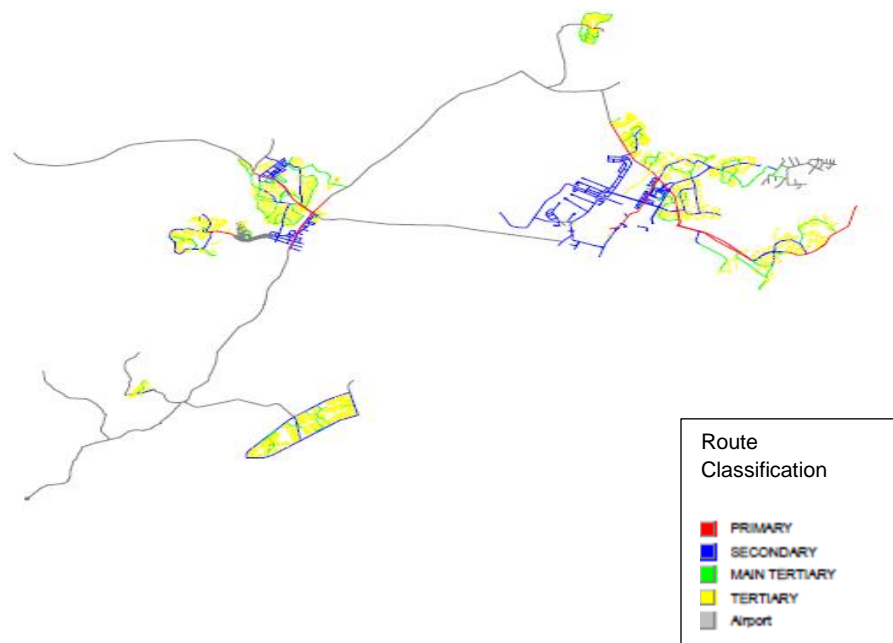 Route
Classification
PRIMARY
SECONDARY
MAIN TERTIARY
TERTIARY
Airport